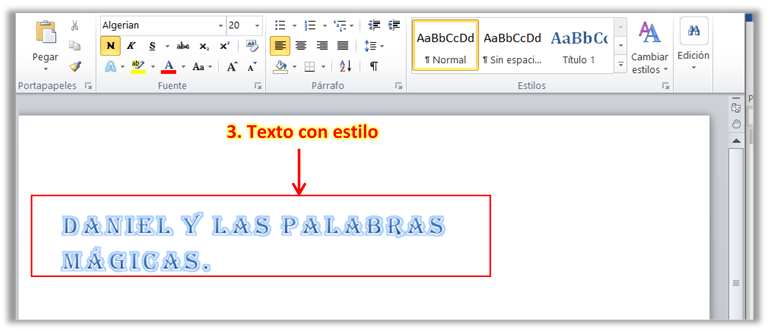 Algerian 20
Pegar
N K S abc x₂ x²
A ab A Aa A A
AaBbCcDd AaBbCcDd AaBbCc
¶ Normal ¶ Sin espaci... Título 1
Cambiar estilos
Edición
Portapapeles Fuente Párrafo Estilos
3. Texto con estilo
DANIEL Y LAS PALABRAS
MÁGICAS.